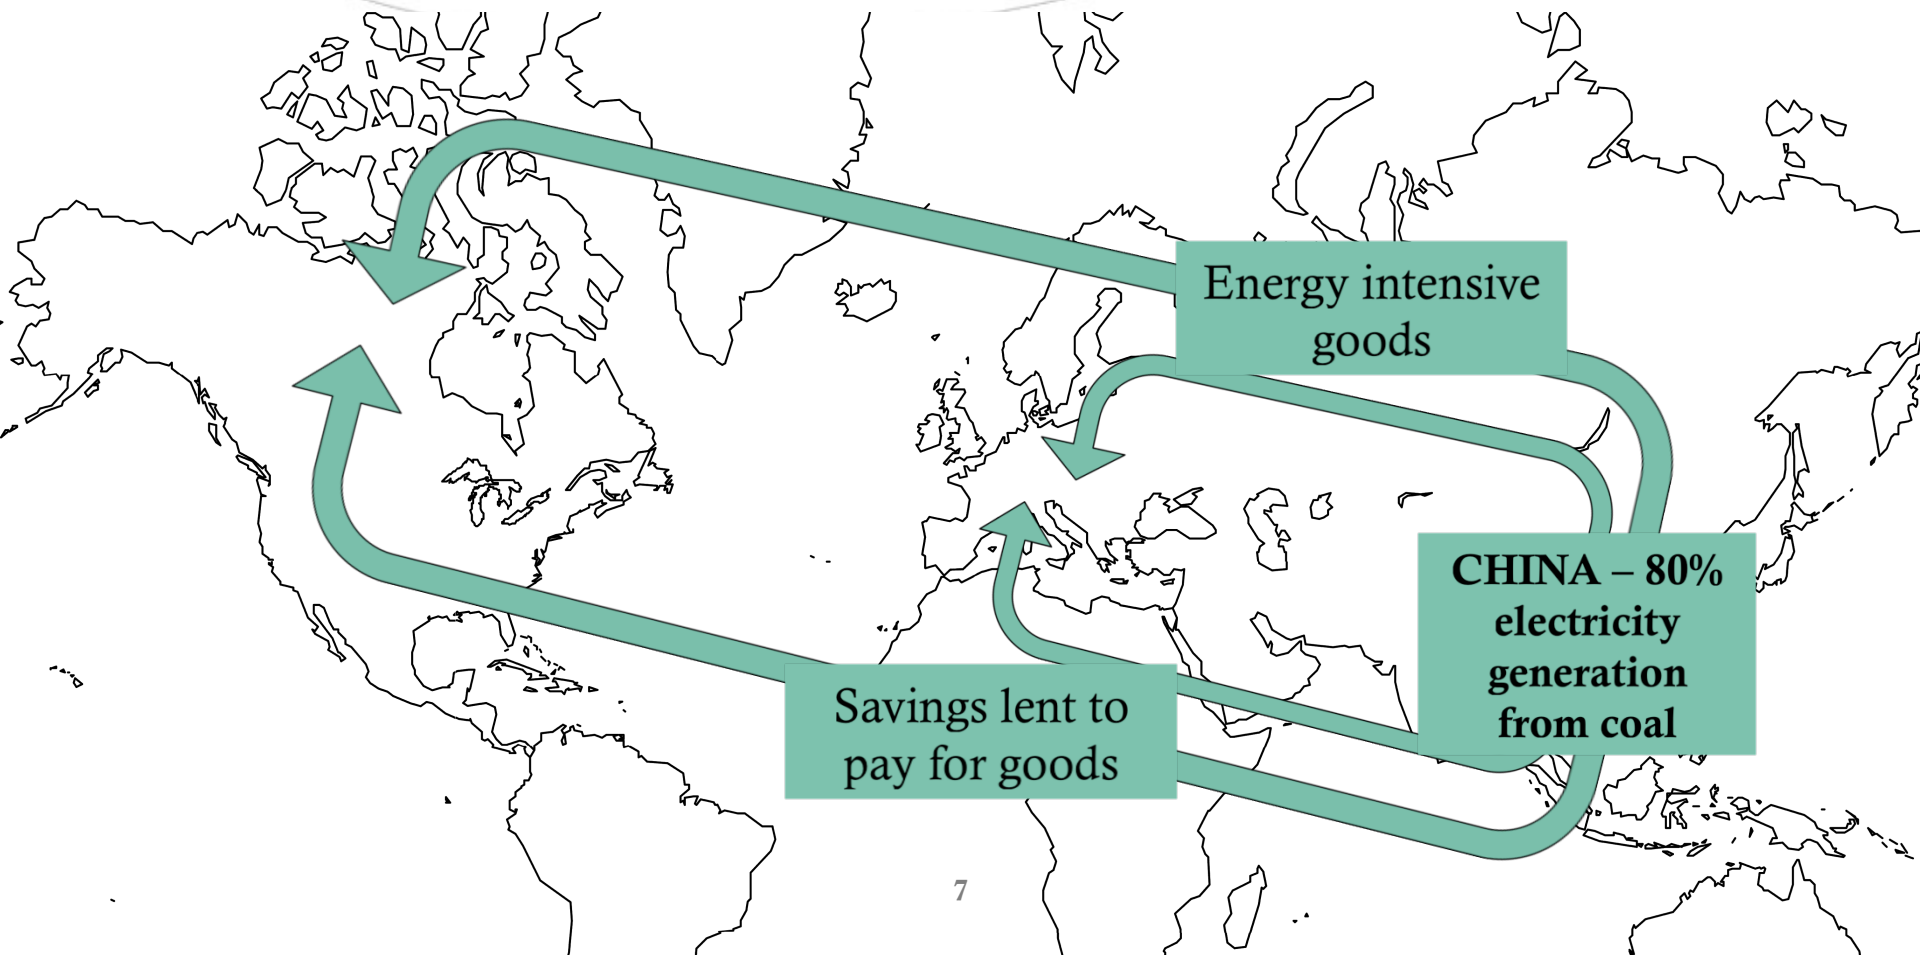 Energy intensive
goods
CHINA – 80%
electricity
generation
from coal
Savings lent to
pay for goods
7